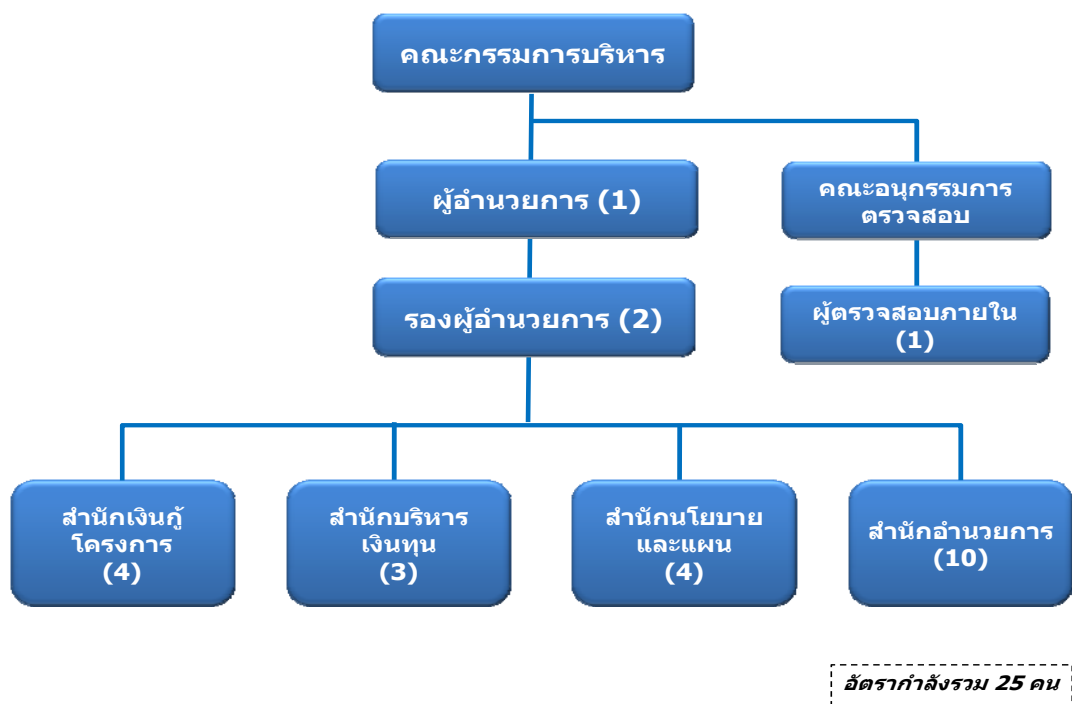 คณะกรรมการบริหาร
ผู้อำนวยการ (1)
คณะอนุกรรมการ
ตรวจสอบ
รองผู้อำนวยการ (2)
ผู้ตรวจสอบภายใน
(1)
สำนักเงินกู้
โครงการ
(4)
สำนักบริหาร
เงินทุน
(3)
สำนักนโยบาย
และแผน
(4)
สำนักอำนวยการ
(10)
อัตรากำลังรวม 25 คน